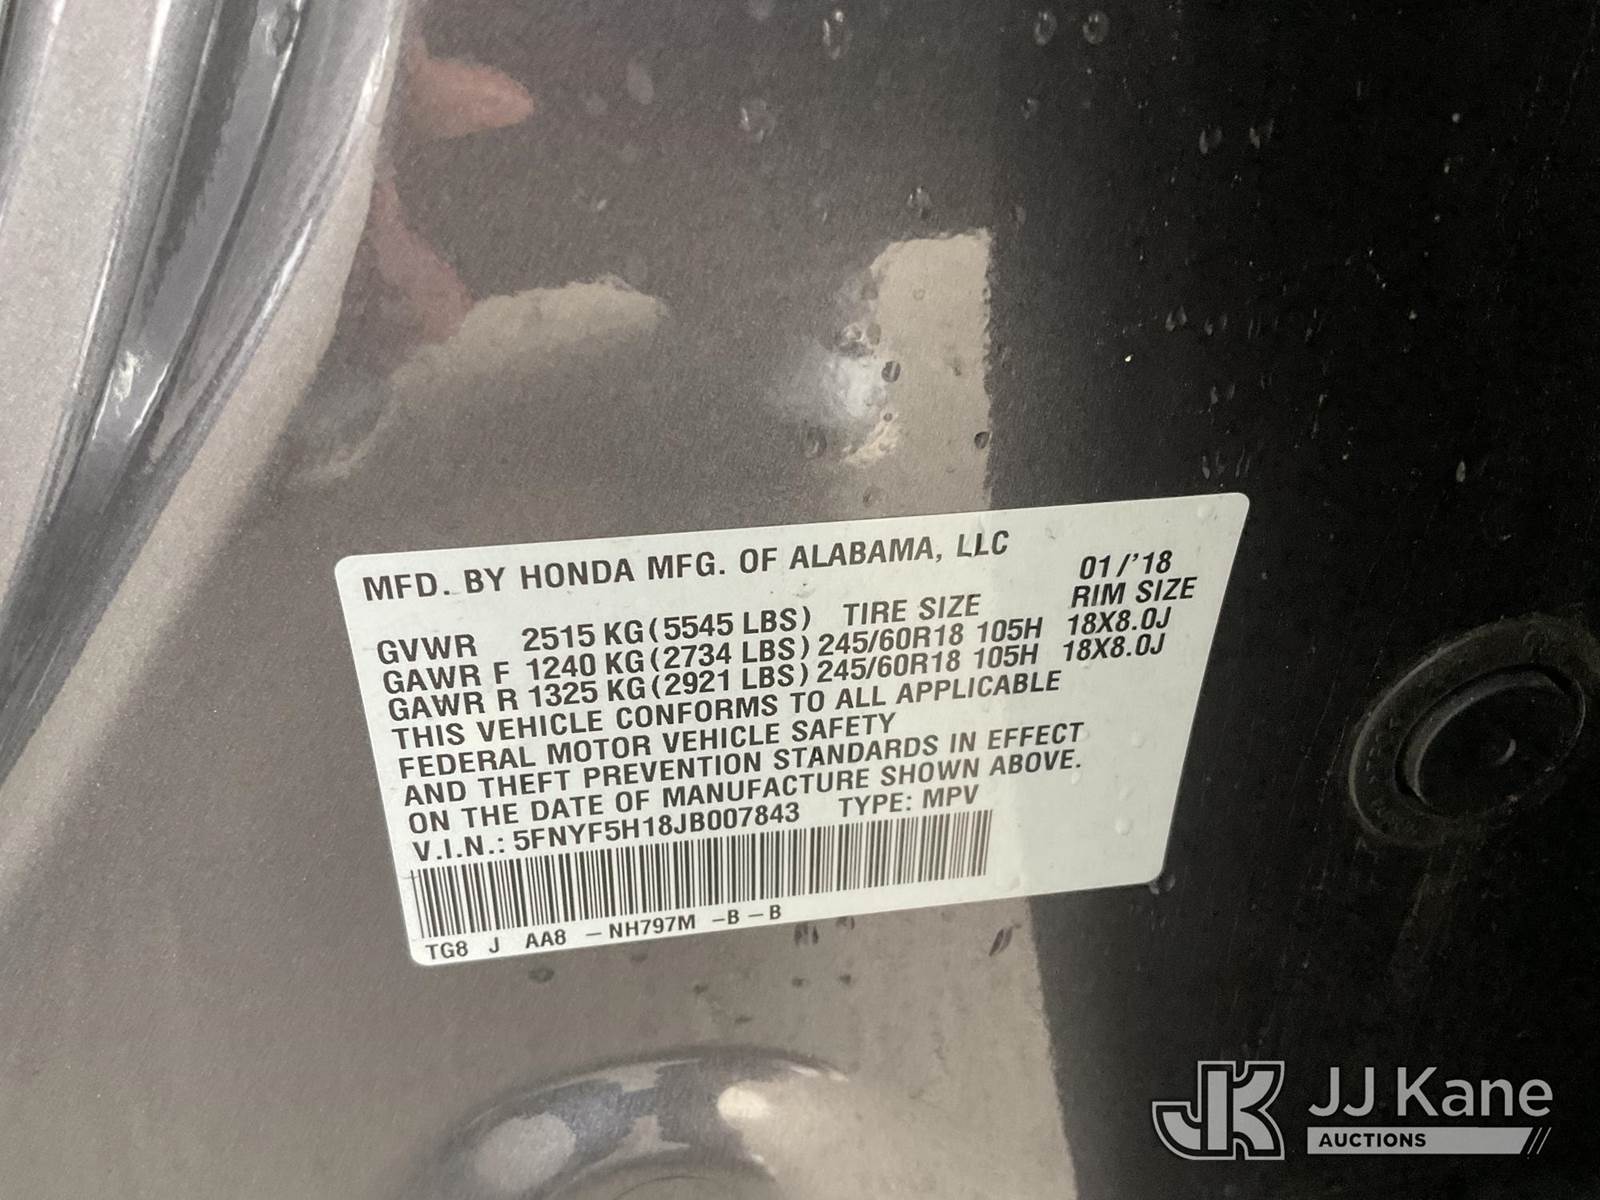 MFD. BY HONDA MFG. OF ALABAMA, LLC 01/'18
GVWR 2515 KG (5545 LBS) TIRE SIZE RIM SIZE
GAWR F 1240 KG (2734 LBS) 245/60R18 105H 18X8.0J
GAWR R 1325 KG (2921 LBS) 245/60R18 105H 18X8.0J
THIS VEHICLE CONFORMS TO ALL APPLICABLE
FEDERAL MOTOR VEHICLE SAFETY
AND THEFT PREVENTION STANDARDS IN EFFECT
ON THE DATE OF MANUFACTURE SHOWN ABOVE.
V.I.N.: 5FNYF5H18JB007843 TYPE: MPV
TG8 J AA8 – NH797M – B – B
JK JJ Kane
AUCTIONS